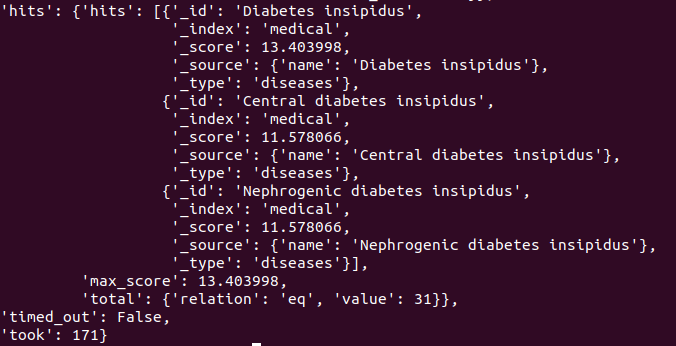 'hits': {'hits': [{'_id': 'Diabetes insipidus',
'_index': 'medical',
'_score': 13.403998,
'_source': {'name': 'Diabetes insipidus'},
'_type': 'diseases'},
{'_id': 'Central diabetes insipidus',
'_index': 'medical',
'_score': 11.578066,
'_source': {'name': 'Central diabetes insipidus'},
'_type': 'diseases'},
{'_id': 'Nephrogenic diabetes insipidus',
'_index': 'medical',
'_score': 11.578066,
'_source': {'name': 'Nephrogenic diabetes insipidus'},
'_type': 'diseases'}],
'max_score': 13.403998,
'total': {'relation': 'eq', 'value': 31}},
'timed_out': False,
'took': 171}